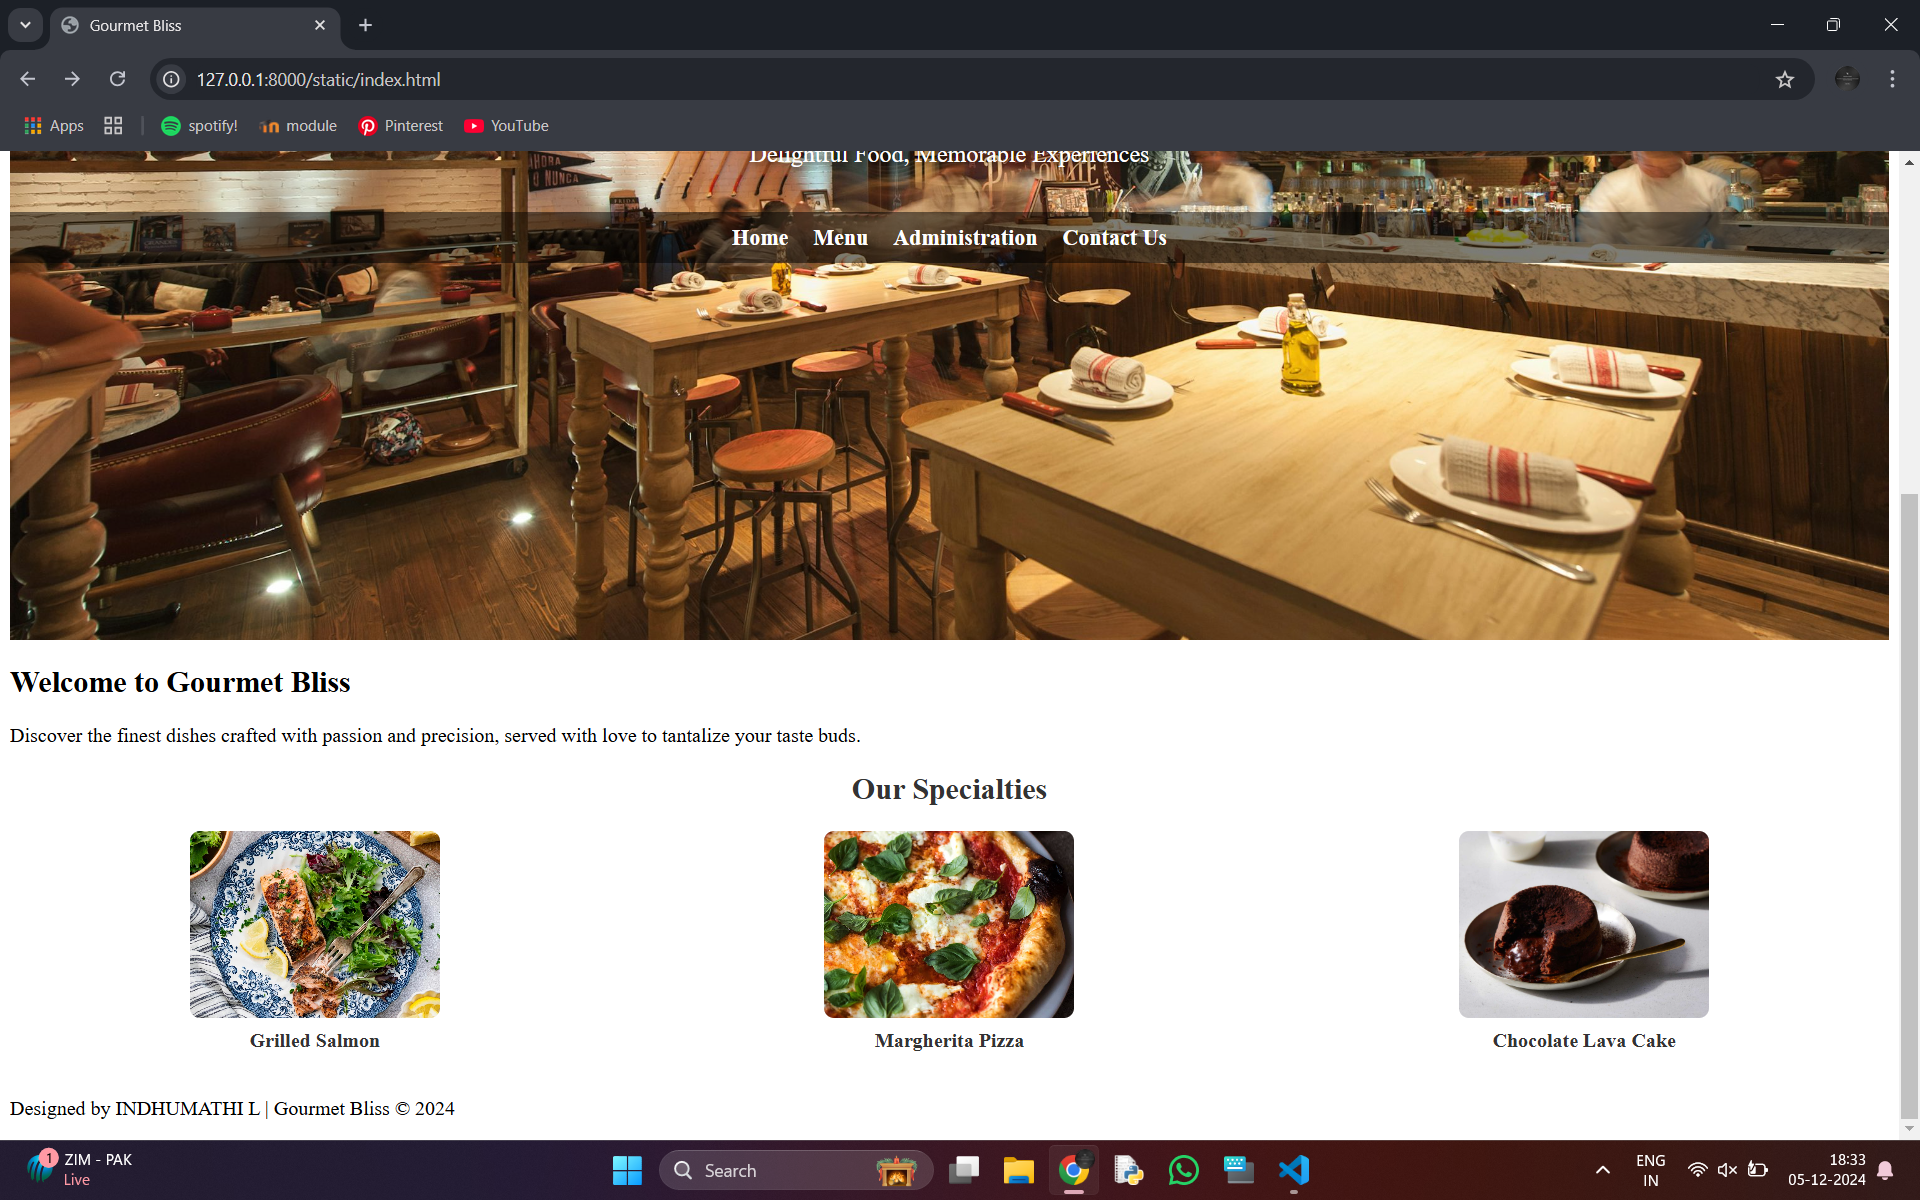 Gourmet Bliss
127.0.0.1:8000/static/index.html
Apps
spotify!
module
Pinterest
YouTube
Delightful Food, Memorable Experiences
Home Menu Administration Contact Us
Welcome to Gourmet Bliss
Discover the finest dishes crafted with passion and precision, served with love to tantalize your taste buds.
Our Specialties
Grilled Salmon
Margherita Pizza
Chocolate Lava Cake
Designed by INDHUMATHI L | Gourmet Bliss © 2024
1
ZIM - PAK
Live
Search
ENG
IN
18:33
05-12-2024